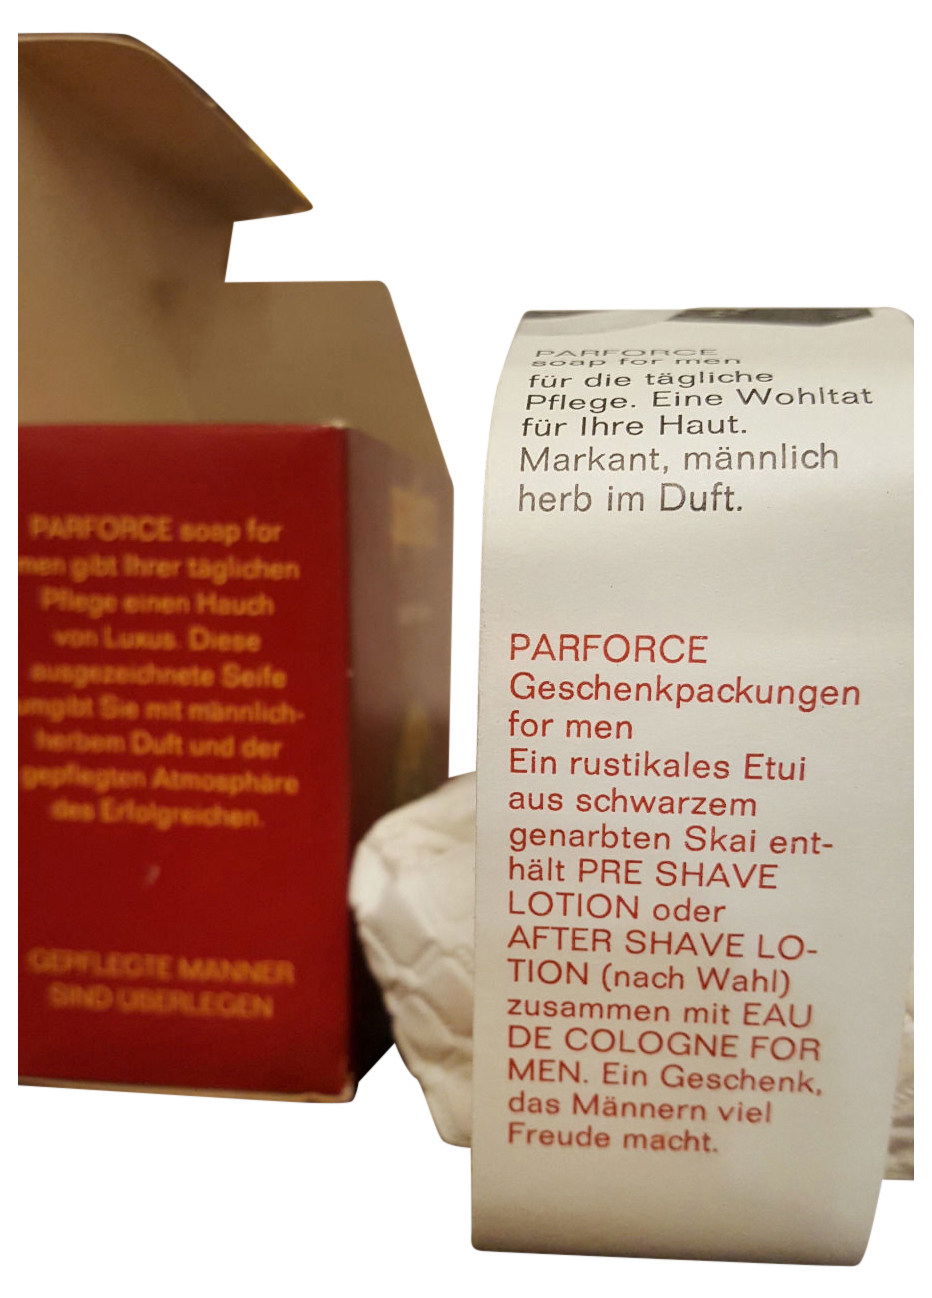 PARFORCE soap for
men gibt Ihrer täglichen
Pflege einen Hauch
von Luxus. Diese
ausgezeichnete Seife
umgibt Sie mit männlich-
herbem Duft und der
gepflegten Atmosphäre
des Erfolgreichen.
GEPFLEGTE MÄNNER
SIND ÜBERLEGEN
PARFORCE
soap for men
für die tägliche
Pflege. Eine Wohltat
für Ihre Haut.
Markant, männlich
herb im Duft.
PARFORCE
Geschenkpackungen
for men
Ein rustikales Etui
aus schwarzem
genarbten Skai ent-
hält PRE SHAVE
LOTION oder
AFTER SHAVE LO-
TION (nach Wahl)
zusammen mit EAU
DE COLOGNE FOR
MEN. Ein Geschenk,
das Männern viel
Freude macht.